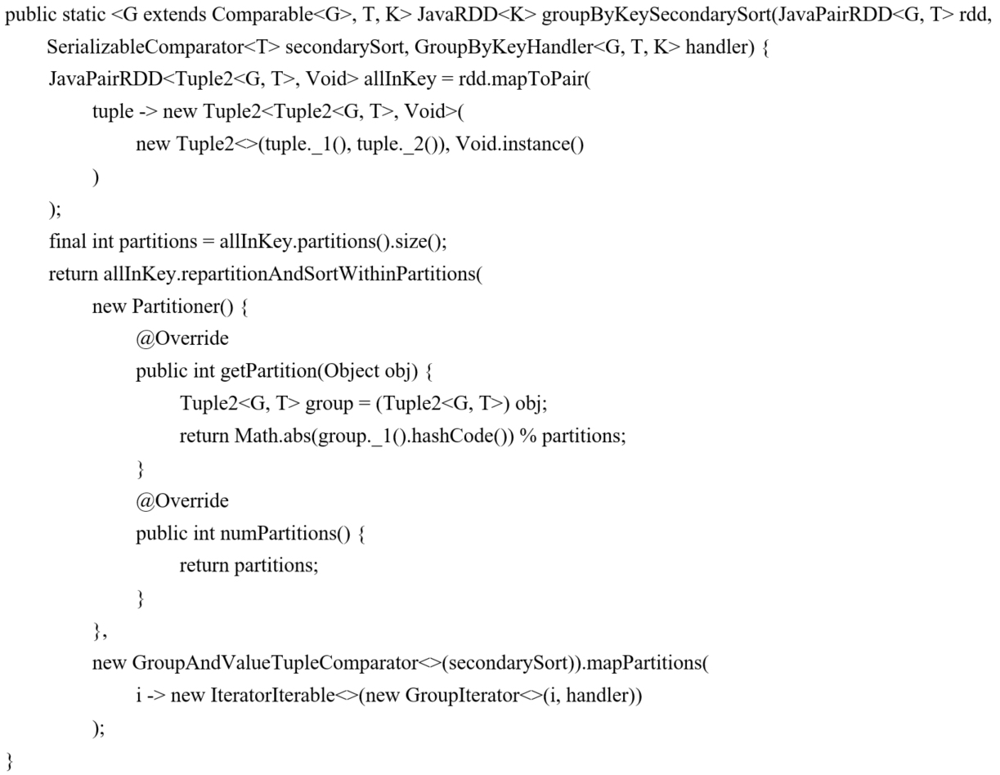 public static <G extends Comparable<G>, T, K> JavaRDD<K> groupByKeySecondarySort(JavaPairRDD<G, T> rdd,
SerializableComparator<T> secondarySort, GroupByKeyHandler<G, T, K> handler) {
JavaPairRDD<Tuple2<G, T>, Void> allInKey = rdd.mapToPair(
tuple -> new Tuple2<Tuple2<G, T>, Void>(
new Tuple2<>(tuple._1(), tuple._2()), Void.instance()
)
);
final int partitions = allInKey.partitions().size();
return allInKey.repartitionAndSortWithinPartitions(
new Partitioner() {
@Override
public int getPartition(Object obj) {
Tuple2<G, T> group = (Tuple2<G, T>) obj;
return Math.abs(group._1().hashCode()) % partitions;
}
@Override
public int numPartitions() {
return partitions;
}
},
new GroupAndValueTupleComparator<>(secondarySort)).mapPartitions(
i -> new IteratorIterable<>(new GroupIterator<>(i, handler))
);
}